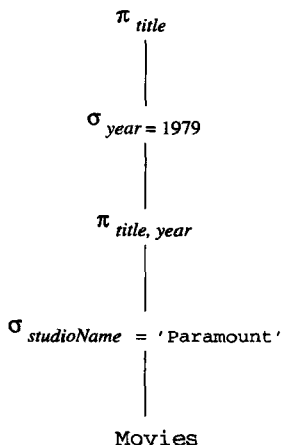 π title
σ year = 1979
π title, year
σ studioName = 'Paramount'
Movies